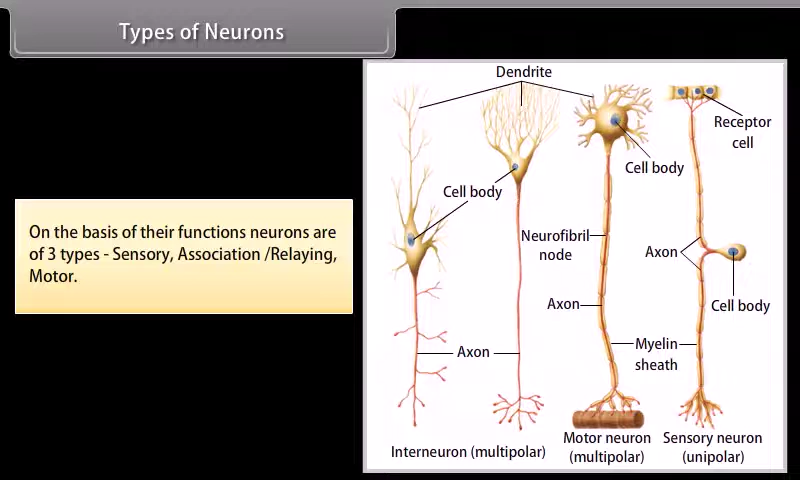 Types of Neurons
On the basis of their functions neurons are
of 3 types - Sensory, Association /Relaying,
Motor.
Dendrite
Receptor
cell
Cell body
Cell body
Neurofibril
node
Axon
Axon
Cell body
Axon
Myelin
sheath
Interneuron (multipolar)
Motor neuron
(multipolar)
Sensory neuron
(unipolar)